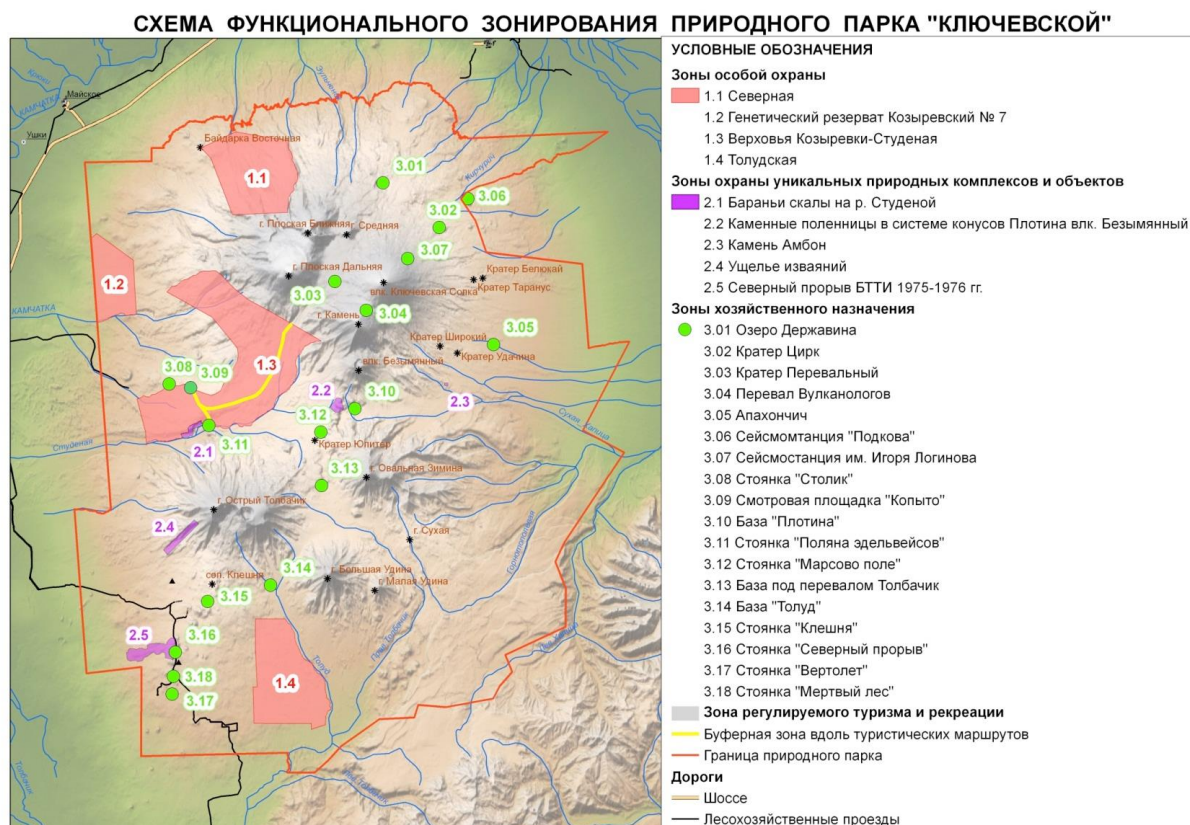 СХЕМА ФУНКЦИОНАЛЬНОГО ЗОНИРОВАНИЯ ПРИРОДНОГО ПАРКА "КЛЮЧЕВСКОЙ"
УСЛОВНЫЕ ОБОЗНАЧЕНИЯ
Зоны особой охраны
1.1 Северная
1.2 Генетический резерват Козыревский № 7
1.3 Верховья Козыревки-Студеная
1.4 Толудская
Зоны охраны уникальных природных комплексов и объектов
2.1 Бараньи скалы на р. Студеной
2.2 Каменные поленницы в системе конусов Плотина влк. Безымянный
2.3 Камень Амбон
2.4 Ущелье изваяний
2.5 Северный прорыв БТТИ 1975-1976 гг.
Зоны хозяйственного назначения
3.01 Озеро Державина
3.02 Кратер Цирк
3.03 Кратер Перевальный
3.04 Перевал Вулканологов
3.05 Апахончич
3.06 Сейсмомтанция "Подкова"
3.07 Сейсмостанция им. Игоря Логинова
3.08 Стоянка "Столик"
3.09 Смотровая площадка "Копыто"
3.10 База "Плотина"
3.11 Стоянка "Поляна эдельвейсов"
3.12 Стоянка "Марсово поле"
3.13 База под перевалом Толбачик
3.14 База "Толуд"
3.15 Стоянка "Клешня"
3.16 Стоянка "Северный прорыв"
3.17 Стоянка "Вертолет"
3.18 Стоянка "Мертвый лес"
Зона регулируемого туризма и рекреации
Буферная зона вдоль туристических маршрутов
Граница природного парка
Дороги
Шоссе
Лесохозяйственные проезды
Майское
КАМЧАТКА
Ушки
Байдарка Восточная
1.1
3.01
Киргурич
3.06
3.02
г. Плоская Ближняя
г. Средняя
3.07
1.2
г. Плоская Дальняя
Кратер Белюкай
3.03
влк. Ключевская Сопка
Кратер Таранус
КАМЧАТКА
г. Камень
3.04
3.05
Кратер Широкий
Кратер Удачина
3.08
3.09
1.3
влк. Безымянный
2.2
3.10
2.3
3.12
Сухая Хапица
Студеная
2.1
3.11
Кратер Юпитер
3.13
г. Овальная Зимина
г. Острый Толбачик
2.4
г. Сухая
соп. Клешня
3.14
г. Большая Удина
г. Малая Удина
3.15
2.5
3.16
Толуд
3.18
1.4
3.17
Толбачик